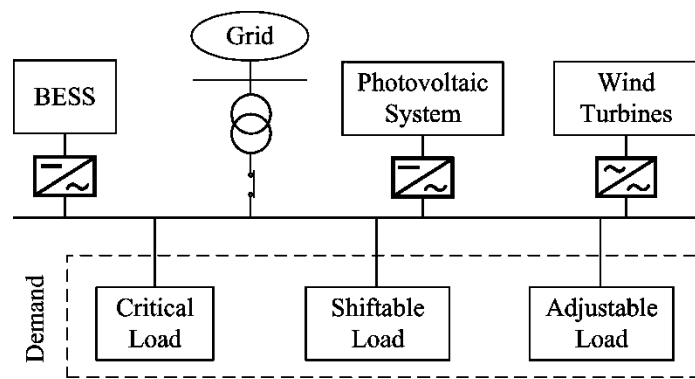 Grid
BESS
Photovoltaic
System
Wind
Turbines
Demand
Critical
Load
Shiftable
Load
Adjustable
Load